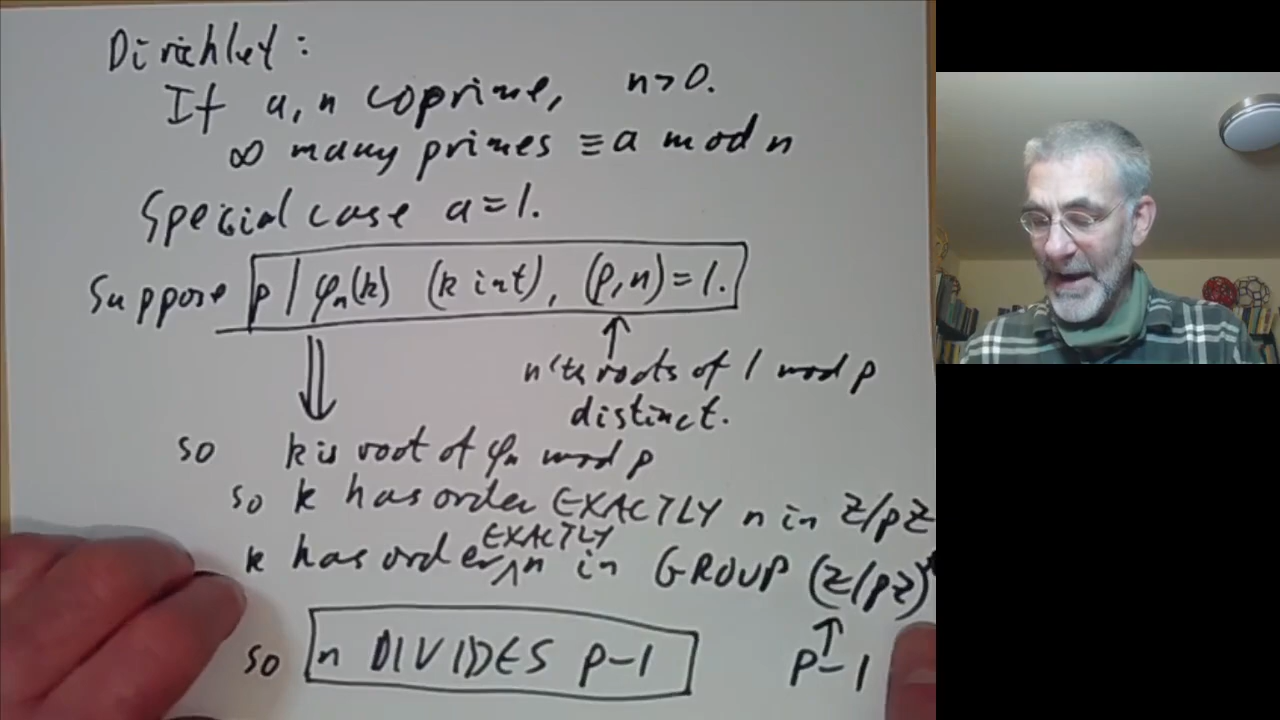 Dirichlet:
If a, n coprime, n>0.
∞ many primes ≡ a mod n
Special case a=1.
Suppose p | φₙ(k) (k int), (p,n)=1.
↑
n'th roots of 1 mod p
distinct.
⇓
so k is root of φₙ mod p
so k has order EXACTLY n in Z/pZ
k has order EXACTLY n in GROUP (Z/pZ)*
↑
so n DIVIDES p-1 p-1